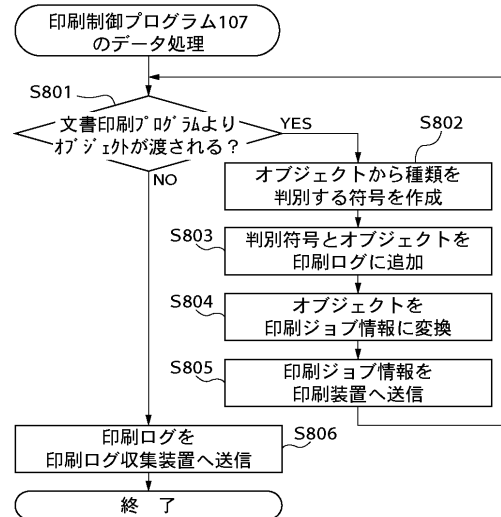 印刷制御プログラム107
のデータ処理
S801
文書印刷プログラムより
オブジェクトが渡される？
YES
NO
S802
オブジェクトから種類を
判別する符号を作成
S803
判別符号とオブジェクトを
印刷ログに追加
S804
オブジェクトを
印刷ジョブ情報に変換
S805
印刷ジョブ情報を
印刷装置へ送信
S806
印刷ログを
印刷ログ収集装置へ送信
終　了